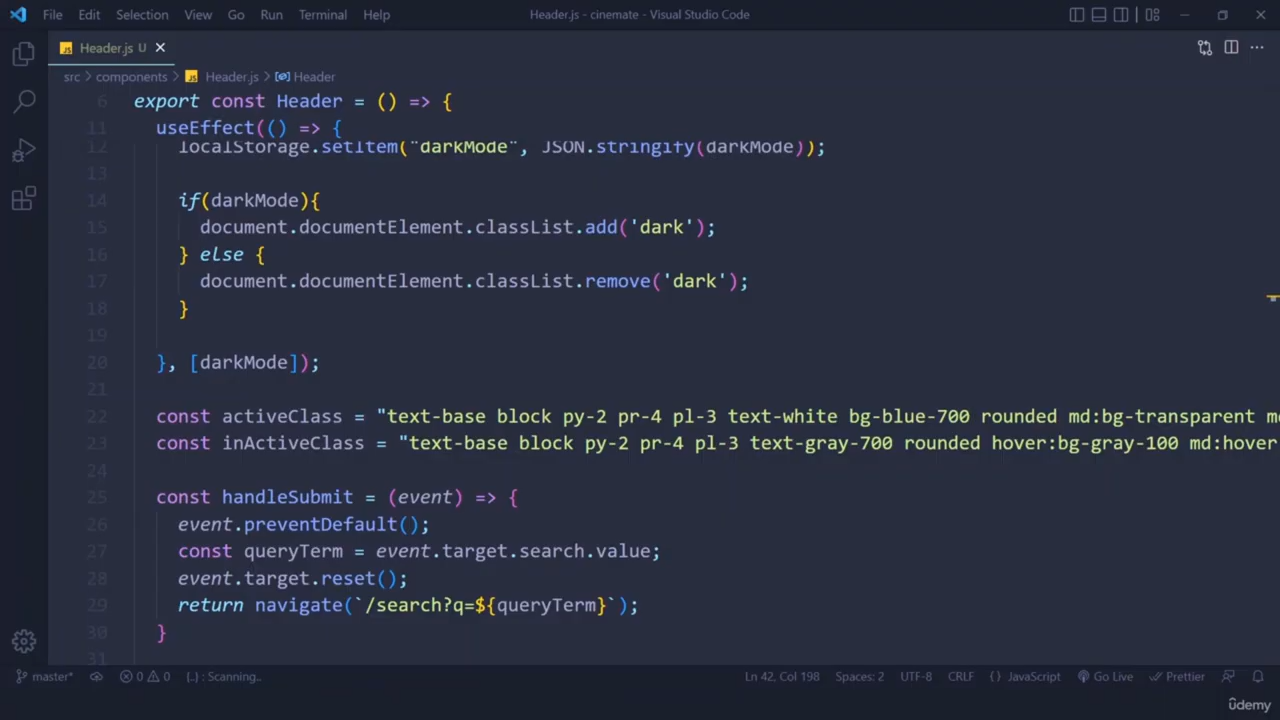 File Edit Selection View Go Run Terminal Help Header.js - cinemate - Visual Studio Code
JS Header.js U
src > components > JS Header.js > Header
6 export const Header = () => {
11 useEffect(() => {
12 localStorage.setItem("darkMode", JSON.stringify(darkMode));
13
14 if(darkMode){
15 document.documentElement.classList.add('dark');
16 } else {
17 document.documentElement.classList.remove('dark');
18 }
19
20 }, [darkMode]);
21
22 const activeClass = "text-base block py-2 pr-4 pl-3 text-white bg-blue-700 rounded md:bg-transparent m
23 const inActiveClass = "text-base block py-2 pr-4 pl-3 text-gray-700 rounded hover:bg-gray-100 md:hover
24
25 const handleSubmit = (event) => {
26 event.preventDefault();
27 const queryTerm = event.target.search.value;
28 event.target.reset();
29 return navigate(`/search?q=${queryTerm}`);
30 }
31
master* 0 0 {..} : Scanning.. Ln 42, Col 198 Spaces: 2 UTF-8 CRLF {} JavaScript Go Live Prettier
ûdemy